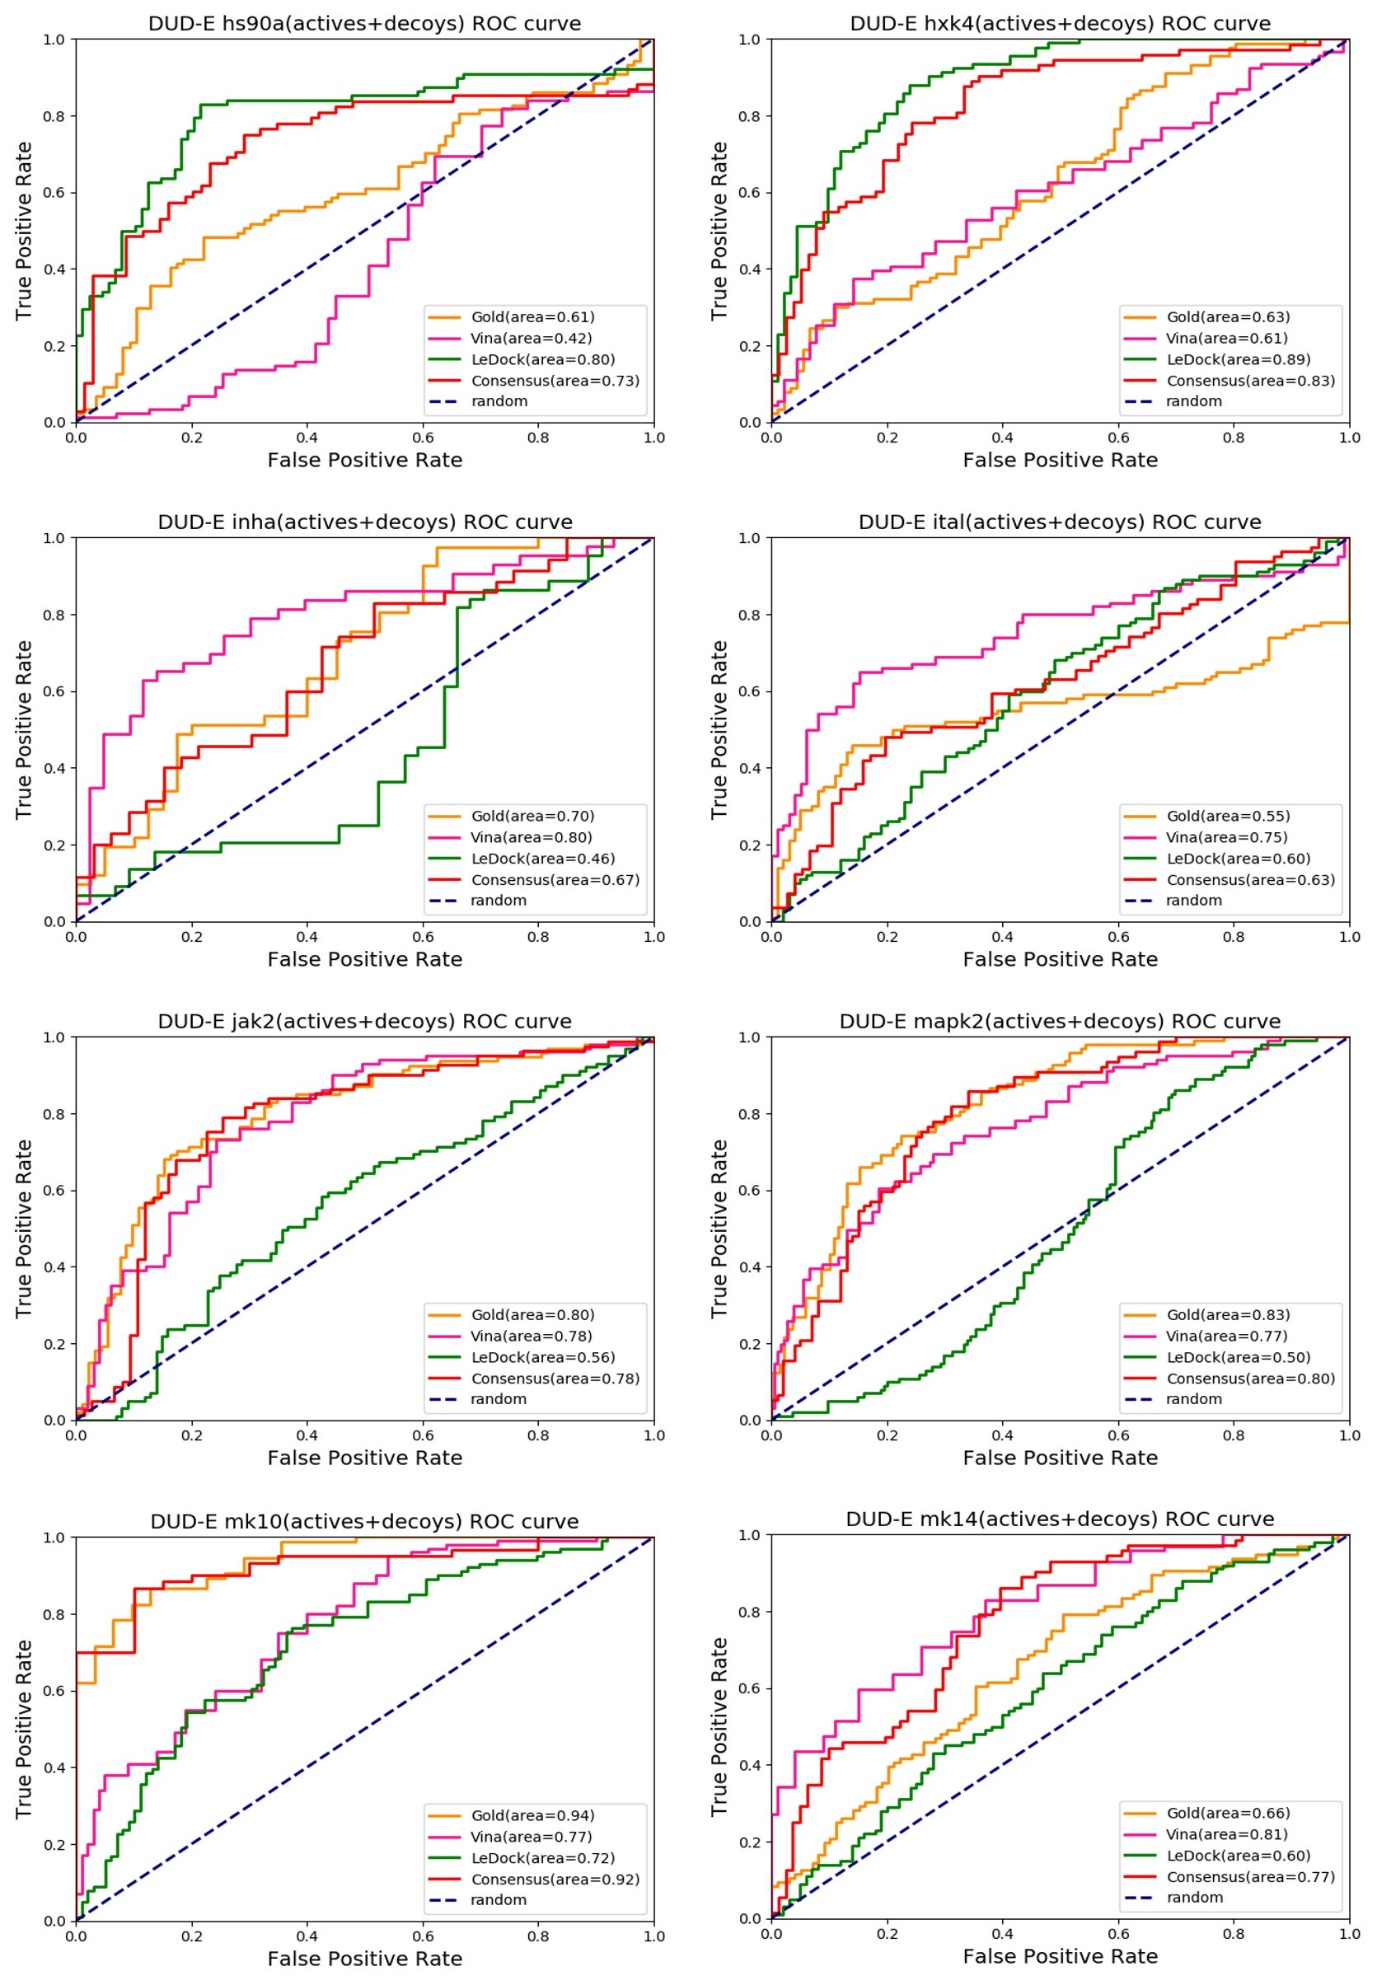 DUD-E hs90a(actives+decoys) ROC curve
True Positive Rate
1.0
0.8
0.6
0.4
0.2
0.0
Gold(area=0.61)
Vina(area=0.42)
LeDock(area=0.80)
Consensus(area=0.73)
random
0.0 0.2 0.4 0.6 0.8 1.0
False Positive Rate
DUD-E hxk4(actives+decoys) ROC curve
True Positive Rate
1.0
0.8
0.6
0.4
0.2
0.0
Gold(area=0.63)
Vina(area=0.61)
LeDock(area=0.89)
Consensus(area=0.83)
random
0.0 0.2 0.4 0.6 0.8 1.0
False Positive Rate
DUD-E inha(actives+decoys) ROC curve
True Positive Rate
1.0
0.8
0.6
0.4
0.2
0.0
Gold(area=0.70)
Vina(area=0.80)
LeDock(area=0.46)
Consensus(area=0.67)
random
0.0 0.2 0.4 0.6 0.8 1.0
False Positive Rate
DUD-E ital(actives+decoys) ROC curve
True Positive Rate
1.0
0.8
0.6
0.4
0.2
0.0
Gold(area=0.55)
Vina(area=0.75)
LeDock(area=0.60)
Consensus(area=0.63)
random
0.0 0.2 0.4 0.6 0.8 1.0
False Positive Rate
DUD-E jak2(actives+decoys) ROC curve
True Positive Rate
1.0
0.8
0.6
0.4
0.2
0.0
Gold(area=0.80)
Vina(area=0.78)
LeDock(area=0.56)
Consensus(area=0.78)
random
0.0 0.2 0.4 0.6 0.8 1.0
False Positive Rate
DUD-E mapk2(actives+decoys) ROC curve
True Positive Rate
1.0
0.8
0.6
0.4
0.2
0.0
Gold(area=0.83)
Vina(area=0.77)
LeDock(area=0.50)
Consensus(area=0.80)
random
0.0 0.2 0.4 0.6 0.8 1.0
False Positive Rate
DUD-E mk10(actives+decoys) ROC curve
True Positive Rate
1.0
0.8
0.6
0.4
0.2
0.0
Gold(area=0.94)
Vina(area=0.77)
LeDock(area=0.72)
Consensus(area=0.92)
random
0.0 0.2 0.4 0.6 0.8 1.0
False Positive Rate
DUD-E mk14(actives+decoys) ROC curve
True Positive Rate
1.0
0.8
0.6
0.4
0.2
0.0
Gold(area=0.66)
Vina(area=0.81)
LeDock(area=0.60)
Consensus(area=0.77)
random
0.0 0.2 0.4 0.6 0.8 1.0
False Positive Rate